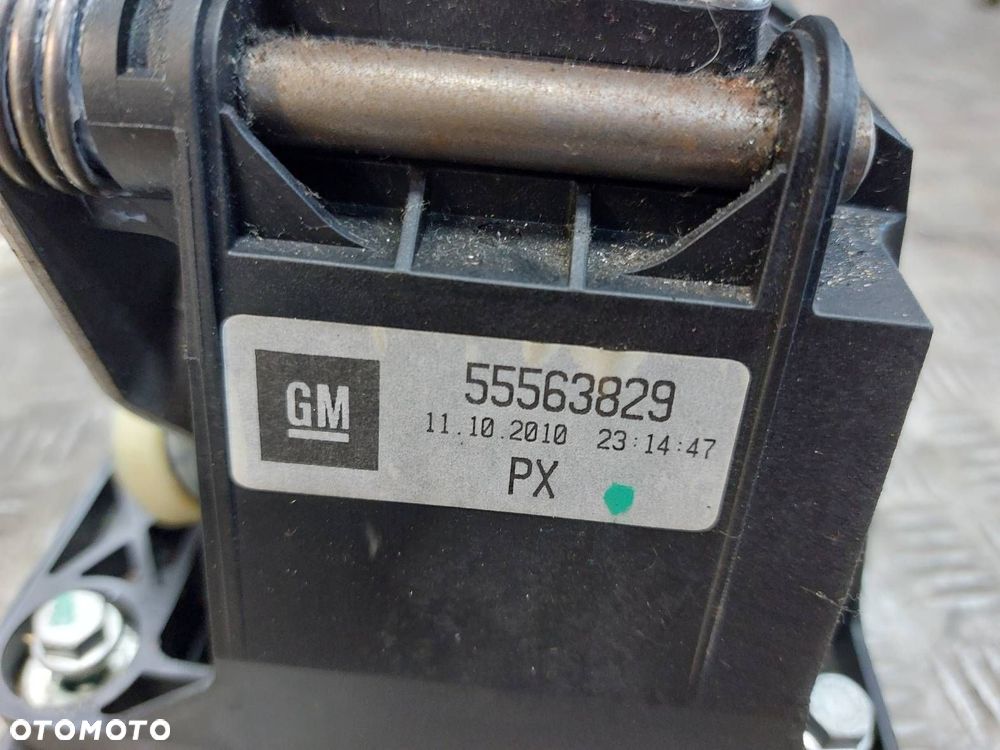 GM
55563829
11.10.2010 23:14:47
PX
OTOMOTO